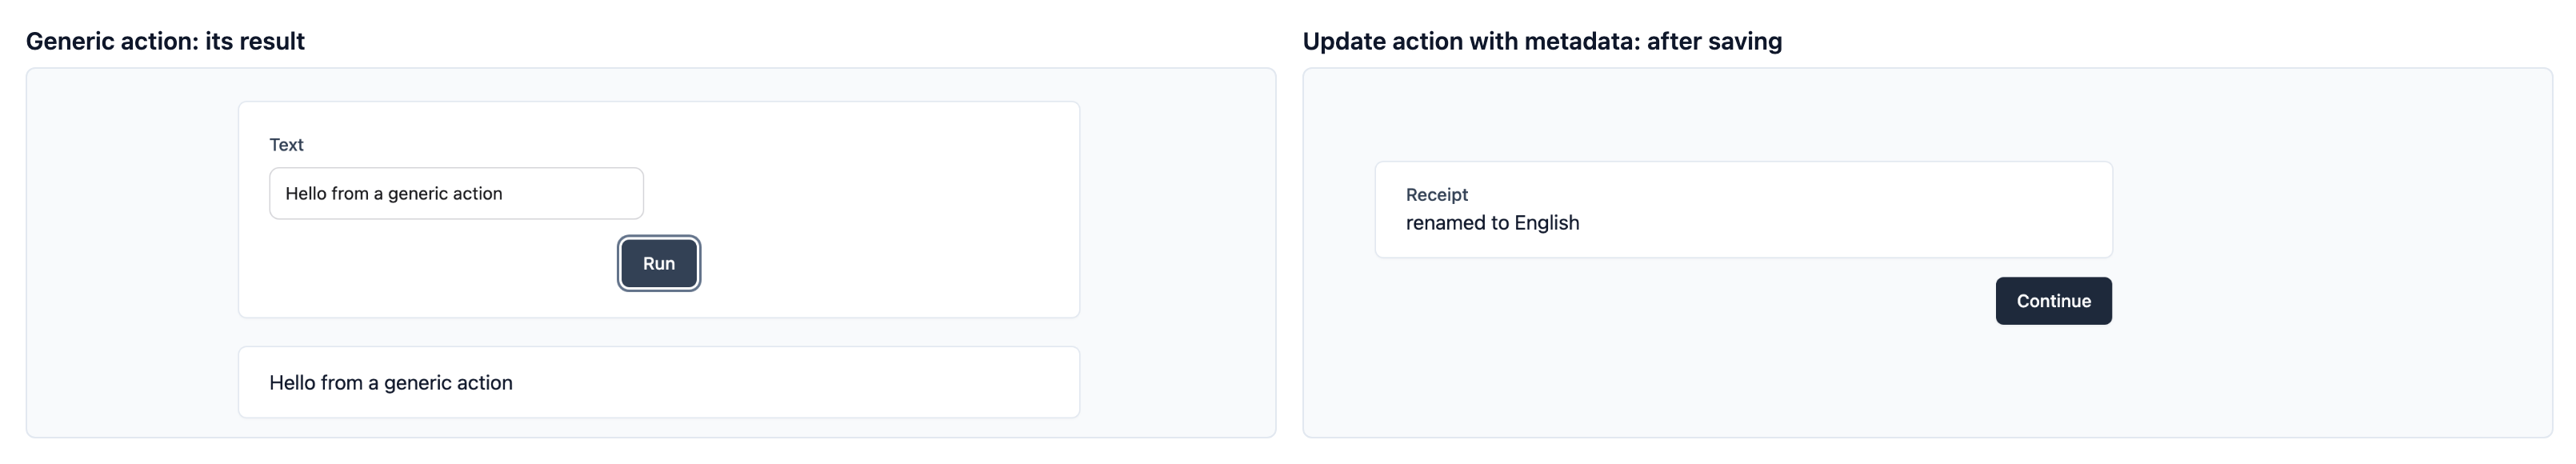 Generic action: its result
Text
Hello from a generic action
Run
Hello from a generic action
Update action with metadata: after saving
Receipt
renamed to English
Continue